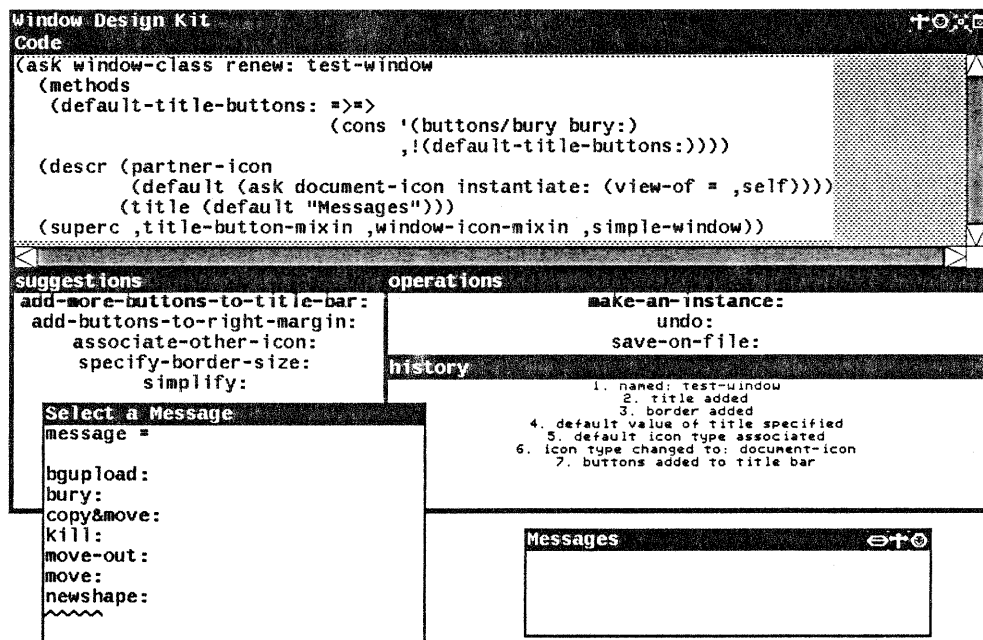 Window Design Kit
Code
(ask window-class renew: test-window
(methods
(default-title-buttons: =>=>
(cons '(buttons/bury bury:)
,!(default-title-buttons:))))
(descr (partner-icon
(default (ask document-icon instantiate: (view-of = ,self))))
(title (default "Messages")))
(superc ,title-button-mixin ,window-icon-mixin ,simple-window))
suggestions
add-more-buttons-to-title-bar:
add-buttons-to-right-margin:
associate-other-icon:
specify-border-size:
simplify:
operations
make-an-instance:
undo:
save-on-file:
history
1. named: test-window
2. title added
3. border added
4. default value of title specified
5. default icon type associated
6. icon type changed to: document-icon
7. buttons added to title bar
Select a Message
message =
bgupload:
bury:
copy&move:
kill:
move-out:
move:
newshape:
Messages